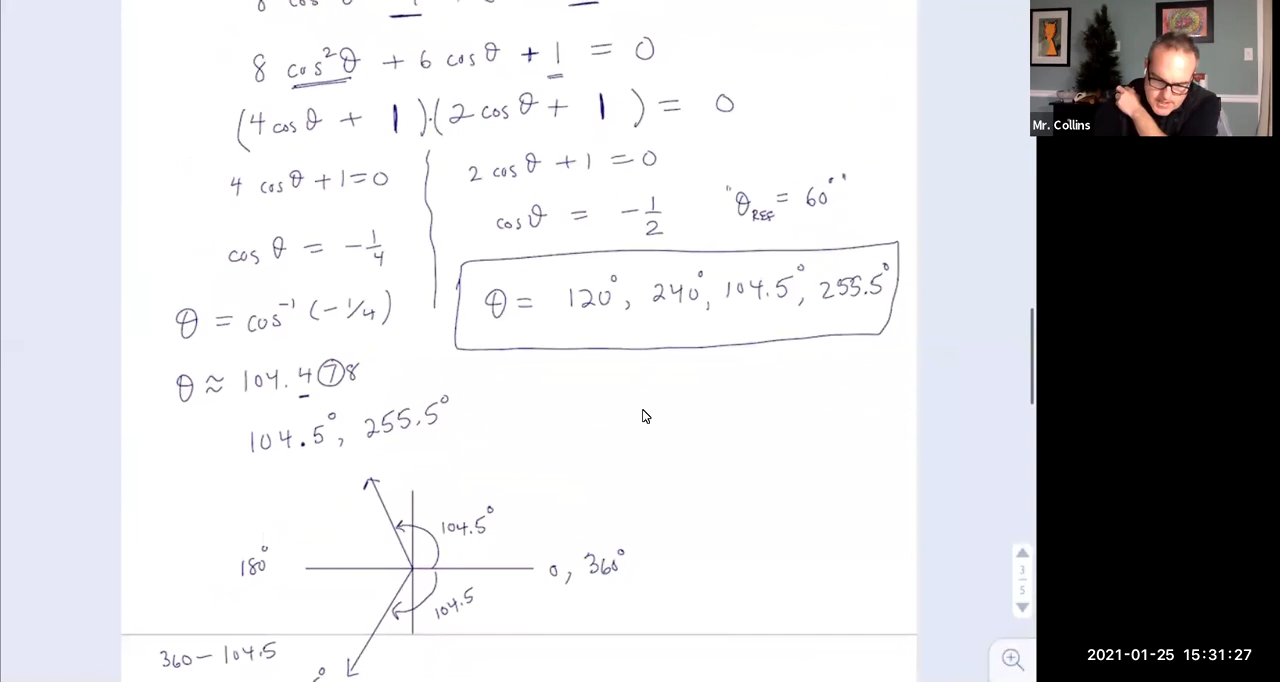 8 cos²θ + 6 cos θ + 1 = 0
(4 cos θ + 1)·(2 cos θ + 1) = 0
4 cos θ + 1 = 0
2 cos θ + 1 = 0
cos θ = -1/4
cos θ = -1/2
"θREF = 60°"
θ = cos⁻¹(-1/4)
θ = 120°, 240°, 104.5°, 255.5°
θ ≈ 104.478
104.5°, 255.5°
104.5°
180°
0, 360°
104.5
360 - 104.5
Mr. Collins
3
5
2021-01-25 15:31:27